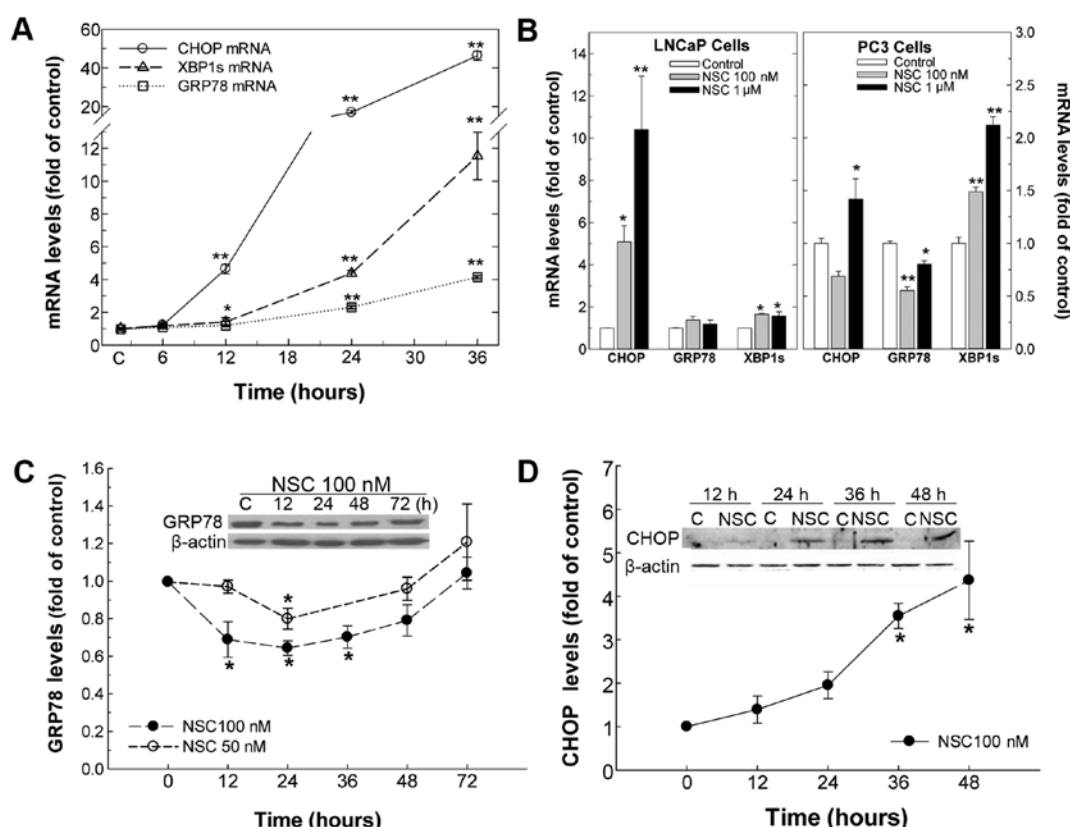 A
CHOP mRNA
XBP1s mRNA
GRP78 mRNA
mRNA levels (fold of control)
60
50
40
30
20
12
10
8
6
4
2
0
** ** ** ** ** * ** ** **
C 6 12 18 24 30 36
Time (hours)
B
LNCaP Cells
Control
NSC 100 nM
NSC 1 µM
mRNA levels (fold of control)
14
12
10
8
6
4
2
0
* ** * *
CHOP GRP78 XBP1s
PC3 Cells
Control
NSC 100 nM
NSC 1 µM
mRNA levels (fold of control)
3.0
2.5
2.0
1.5
1.0
0.5
0.0
* ** * ** **
CHOP GRP78 XBP1s
C
NSC 100 nM
C 12 24 48 72 (h)
GRP78
β-actin
GRP78 levels (fold of control)
1.6
1.4
1.2
1.0
0.8
0.6
0.4
0.2
0.0
* * * *
NSC100 nM
NSC 50 nM
0 12 24 36 48 72
Time (hours)
D
12 h 24 h 36 h 48 h
C NSC C NSC C NSC C NSC
CHOP
β-actin
CHOP levels (fold of control)
7
6
5
4
3
2
1
0
* *
NSC100 nM
0 12 24 36 48
Time (hours)